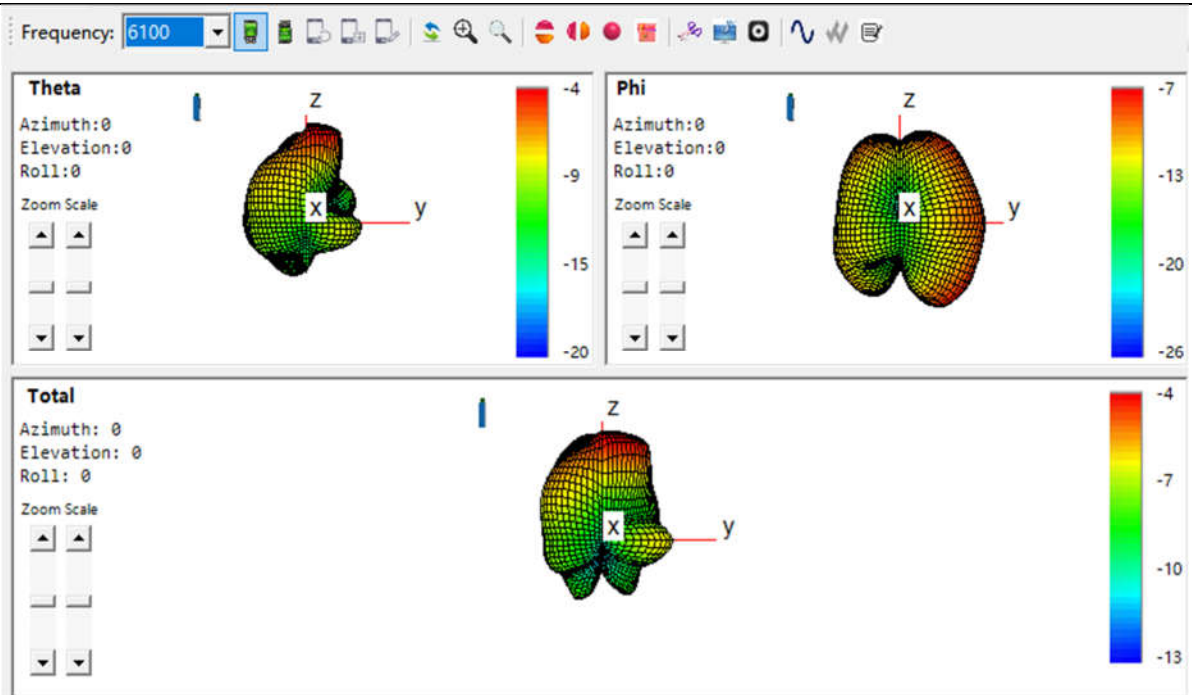 Frequency: 6100
Theta
Azimuth:0
Elevation:0
Roll:0
Zoom Scale
z
x
y
-4
-9
-15
-20
Phi
Azimuth:0
Elevation:0
Roll:0
Zoom Scale
z
x
y
-7
-13
-20
-26
Total
Azimuth: 0
Elevation: 0
Roll: 0
Zoom Scale
z
x
y
-4
-7
-10
-13